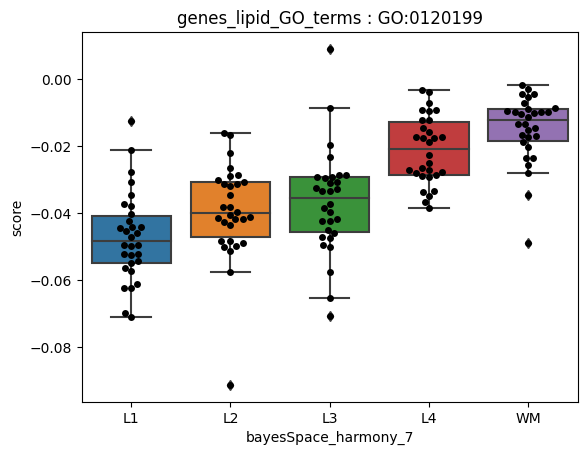 genes_lipid_GO_terms : GO:0120199
0.00
−0.02
−0.04
−0.06
−0.08
score
L1 L2 L3 L4 WM
bayesSpace_harmony_7